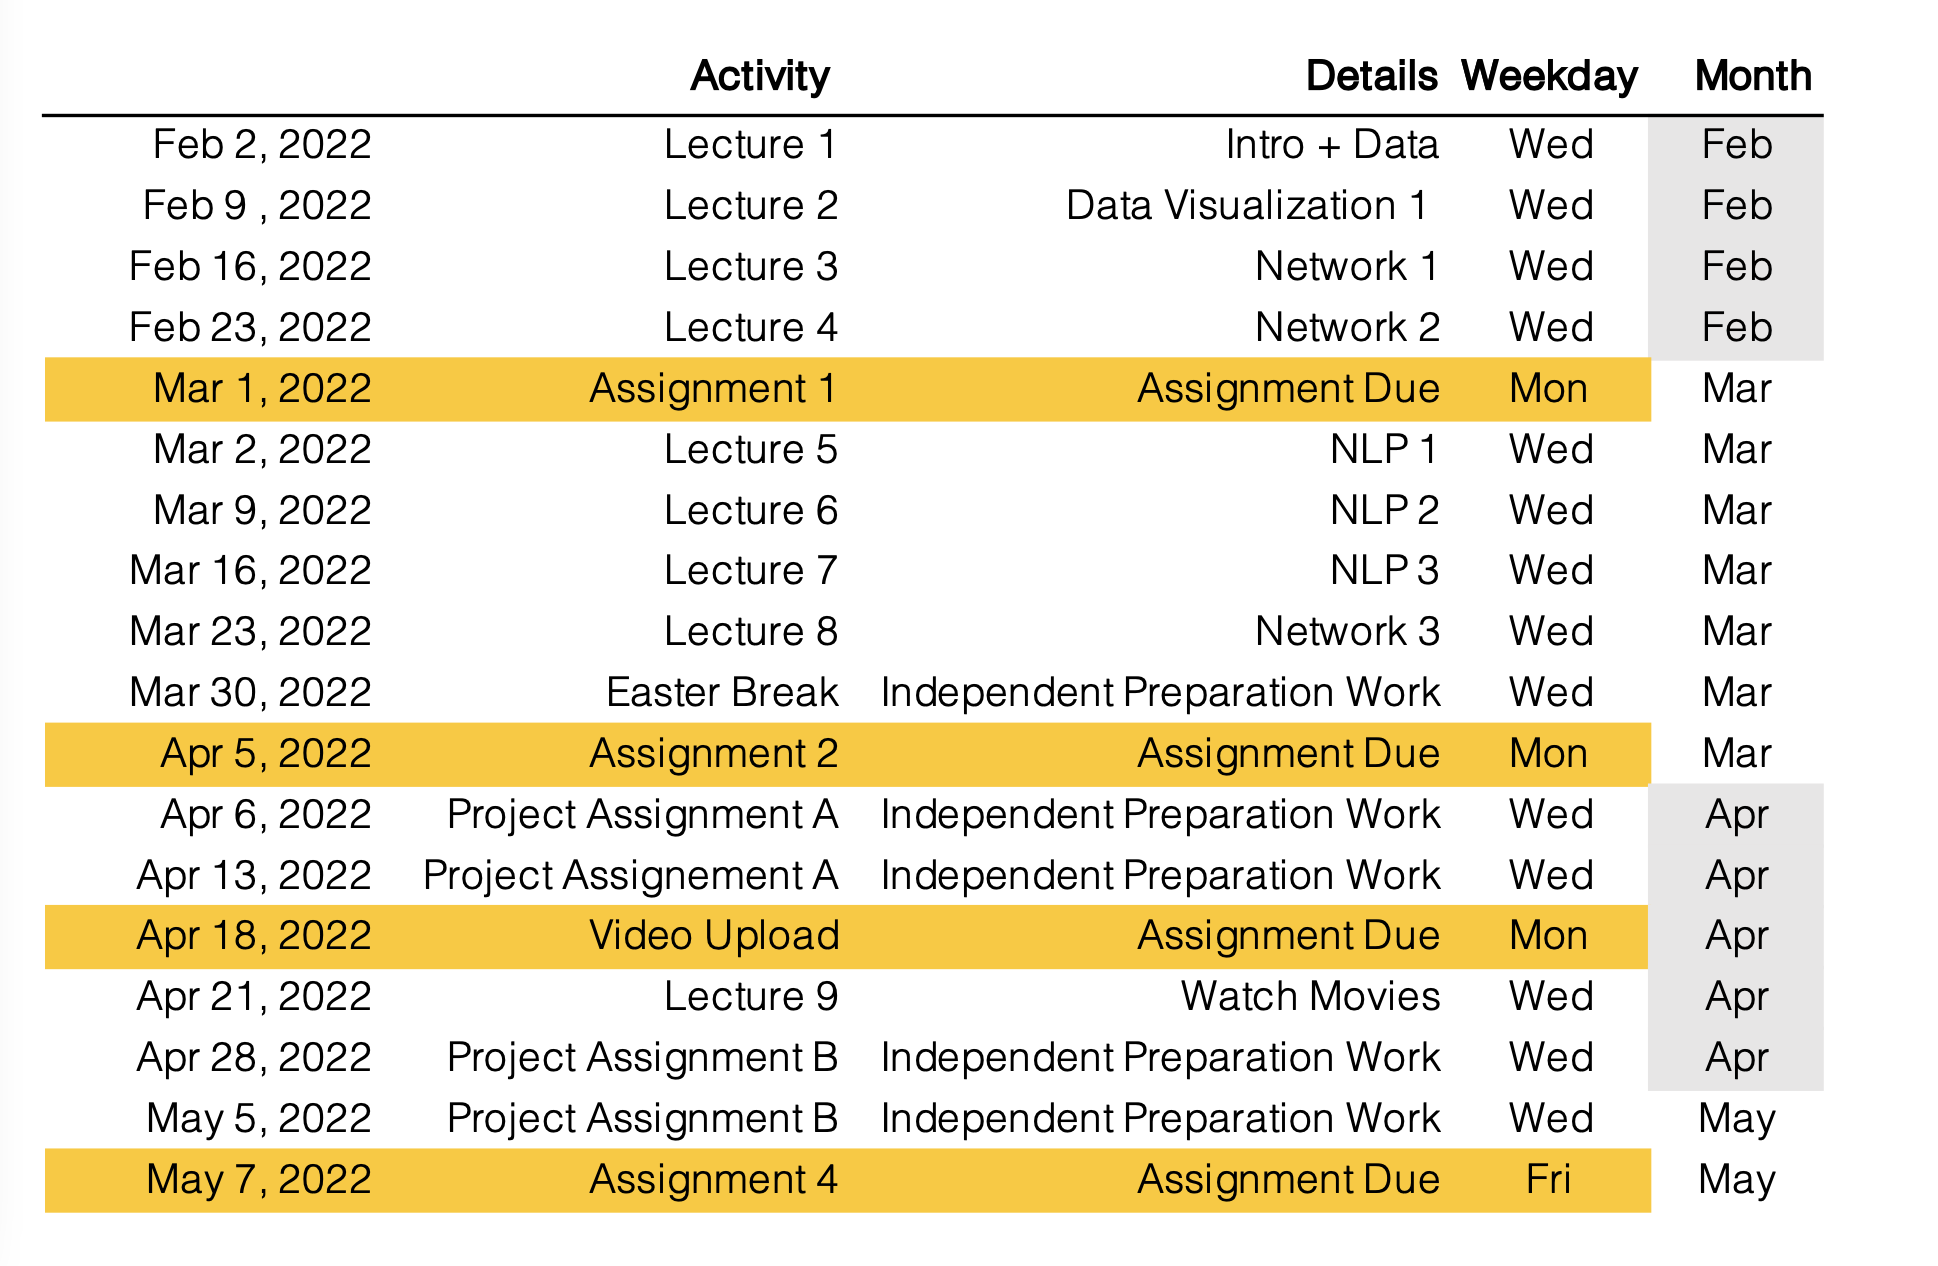 Activity Details Weekday Month
Feb 2, 2022 Lecture 1 Intro + Data Wed Feb
Feb 9 , 2022 Lecture 2 Data Visualization 1 Wed Feb
Feb 16, 2022 Lecture 3 Network 1 Wed Feb
Feb 23, 2022 Lecture 4 Network 2 Wed Feb
Mar 1, 2022 Assignment 1 Assignment Due Mon Mar
Mar 2, 2022 Lecture 5 NLP 1 Wed Mar
Mar 9, 2022 Lecture 6 NLP 2 Wed Mar
Mar 16, 2022 Lecture 7 NLP 3 Wed Mar
Mar 23, 2022 Lecture 8 Network 3 Wed Mar
Mar 30, 2022 Easter Break Independent Preparation Work Wed Mar
Apr 5, 2022 Assignment 2 Assignment Due Mon Mar
Apr 6, 2022 Project Assignment A Independent Preparation Work Wed Apr
Apr 13, 2022 Project Assignement A Independent Preparation Work Wed Apr
Apr 18, 2022 Video Upload Assignment Due Mon Apr
Apr 21, 2022 Lecture 9 Watch Movies Wed Apr
Apr 28, 2022 Project Assignment B Independent Preparation Work Wed Apr
May 5, 2022 Project Assignment B Independent Preparation Work Wed May
May 7, 2022 Assignment 4 Assignment Due Fri May